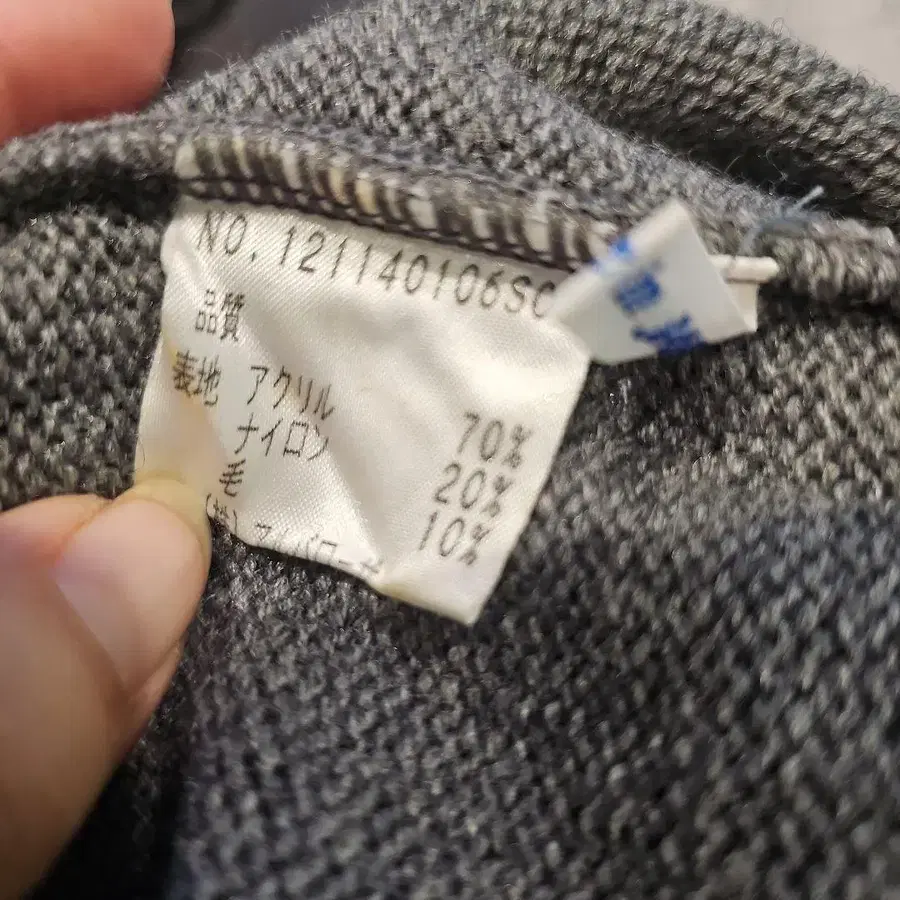 NO.121140106SC
品質
表地 アクリル 70%
ナイロン 20%
毛 10%